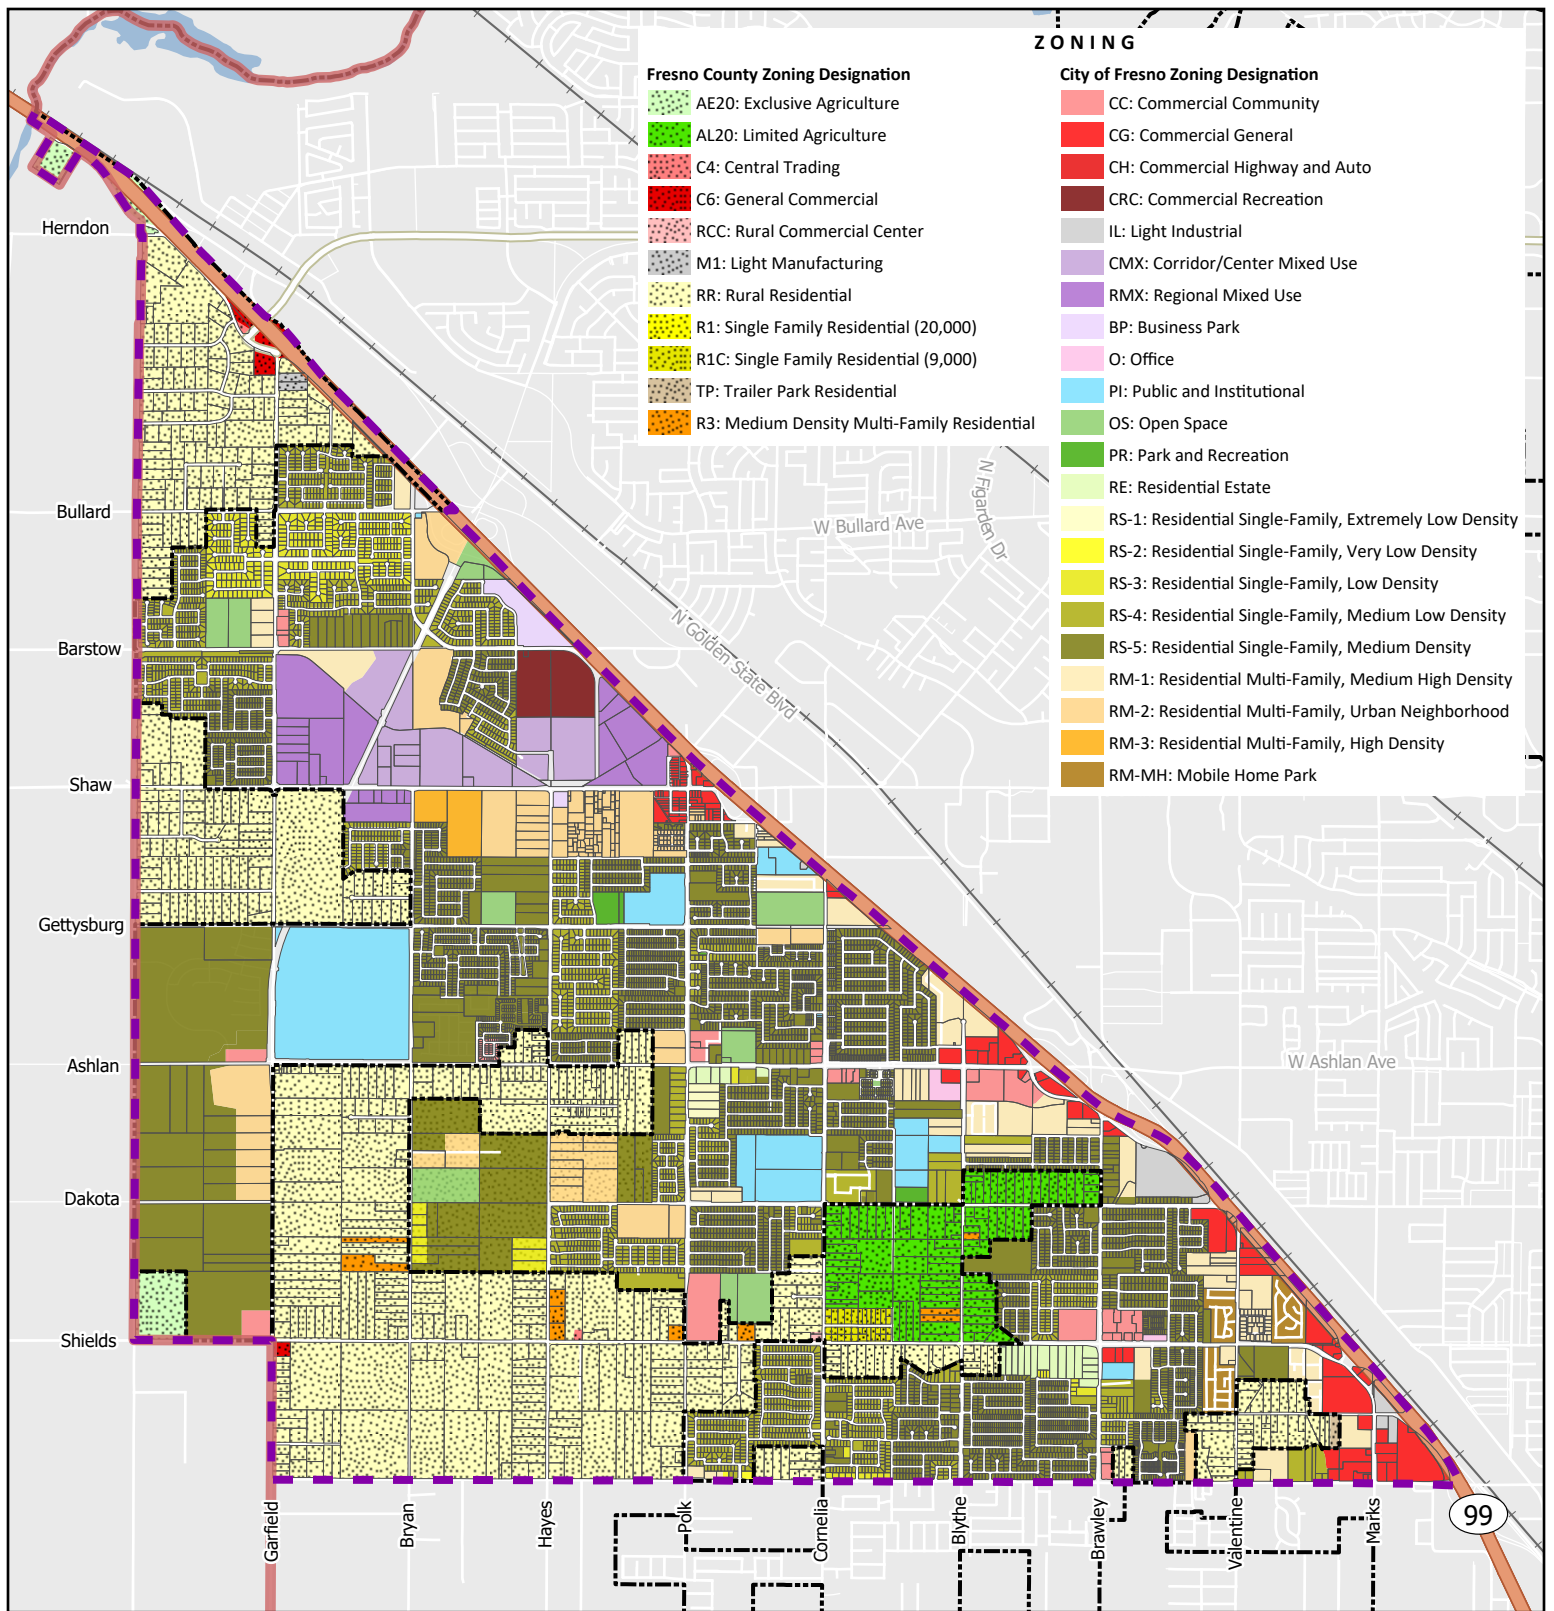 ZONING
Fresno County Zoning Designation
AE20: Exclusive Agriculture
AL20: Limited Agriculture
C4: Central Trading
C6: General Commercial
RCC: Rural Commercial Center
M1: Light Manufacturing
RR: Rural Residential
R1: Single Family Residential (20,000)
R1C: Single Family Residential (9,000)
TP: Trailer Park Residential
R3: Medium Density Multi-Family Residential
City of Fresno Zoning Designation
CC: Commercial Community
CG: Commercial General
CH: Commercial Highway and Auto
CRC: Commercial Recreation
IL: Light Industrial
CMX: Corridor/Center Mixed Use
RMX: Regional Mixed Use
BP: Business Park
O: Office
PI: Public and Institutional
OS: Open Space
PR: Park and Recreation
RE: Residential Estate
RS-1: Residential Single-Family, Extremely Low Density
RS-2: Residential Single-Family, Very Low Density
RS-3: Residential Single-Family, Low Density
RS-4: Residential Single-Family, Medium Low Density
RS-5: Residential Single-Family, Medium Density
RM-1: Residential Multi-Family, Medium High Density
RM-2: Residential Multi-Family, Urban Neighborhood
RM-3: Residential Multi-Family, High Density
RM-MH: Mobile Home Park
Herndon
Bullard
Barstow
Shaw
Gettysburg
Ashlan
Dakota
Shields
W Bullard Ave
N Figarden Dr
N Golden State Blvd
W Ashlan Ave
Garfield
Bryan
Hayes
Polk
Cornelia
Blythe
Brawley
Valentine
Marks
99